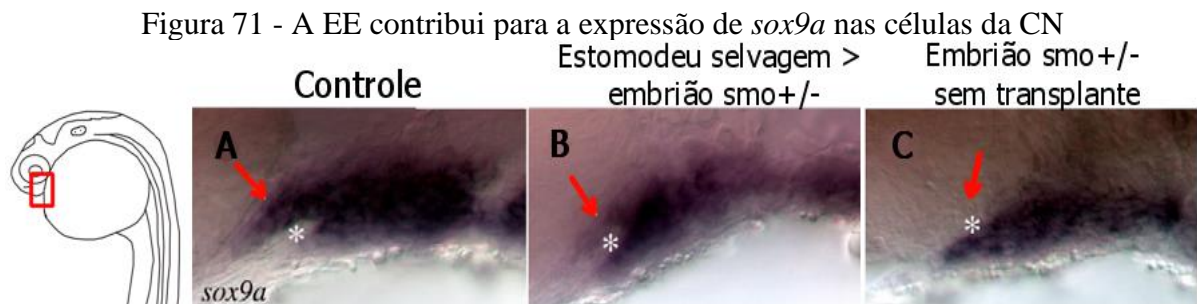 Figura 71 - A EE contribui para a expressão de sox9a nas células da CN
Controle
Estomodeu selvagem >
embrião smo+/-
Embrião smo+/-
sem transplante
A
B
C
*
*
*
sox9a